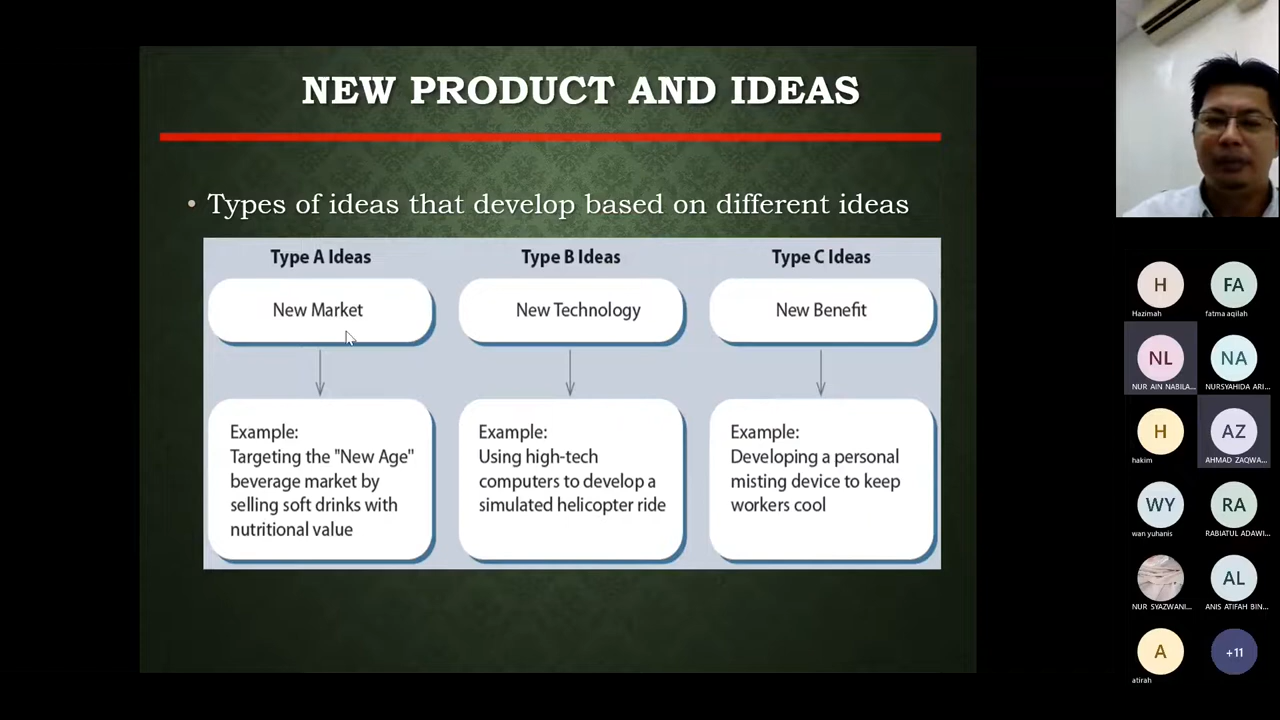 NEW PRODUCT AND IDEAS
• Types of ideas that develop based on different ideas
Type A Ideas
New Market
Example:
Targeting the "New Age"
beverage market by
selling soft drinks with
nutritional value
Type B Ideas
New Technology
Example:
Using high-tech
computers to develop a
simulated helicopter ride
Type C Ideas
New Benefit
Example:
Developing a personal
misting device to keep
workers cool
H
Hazimah
FA
fatma aqilah
NL
NUR AIN NABILA...
NA
NURSYAHIDA ARI...
H
hakim
AZ
AHMAD ZAQWA...
WY
wan yuhanis
RA
RABIATUL ADAWI...
NUR SYAZWANI...
AL
ANIS ATIFAH BIN...
A
atirah
+11